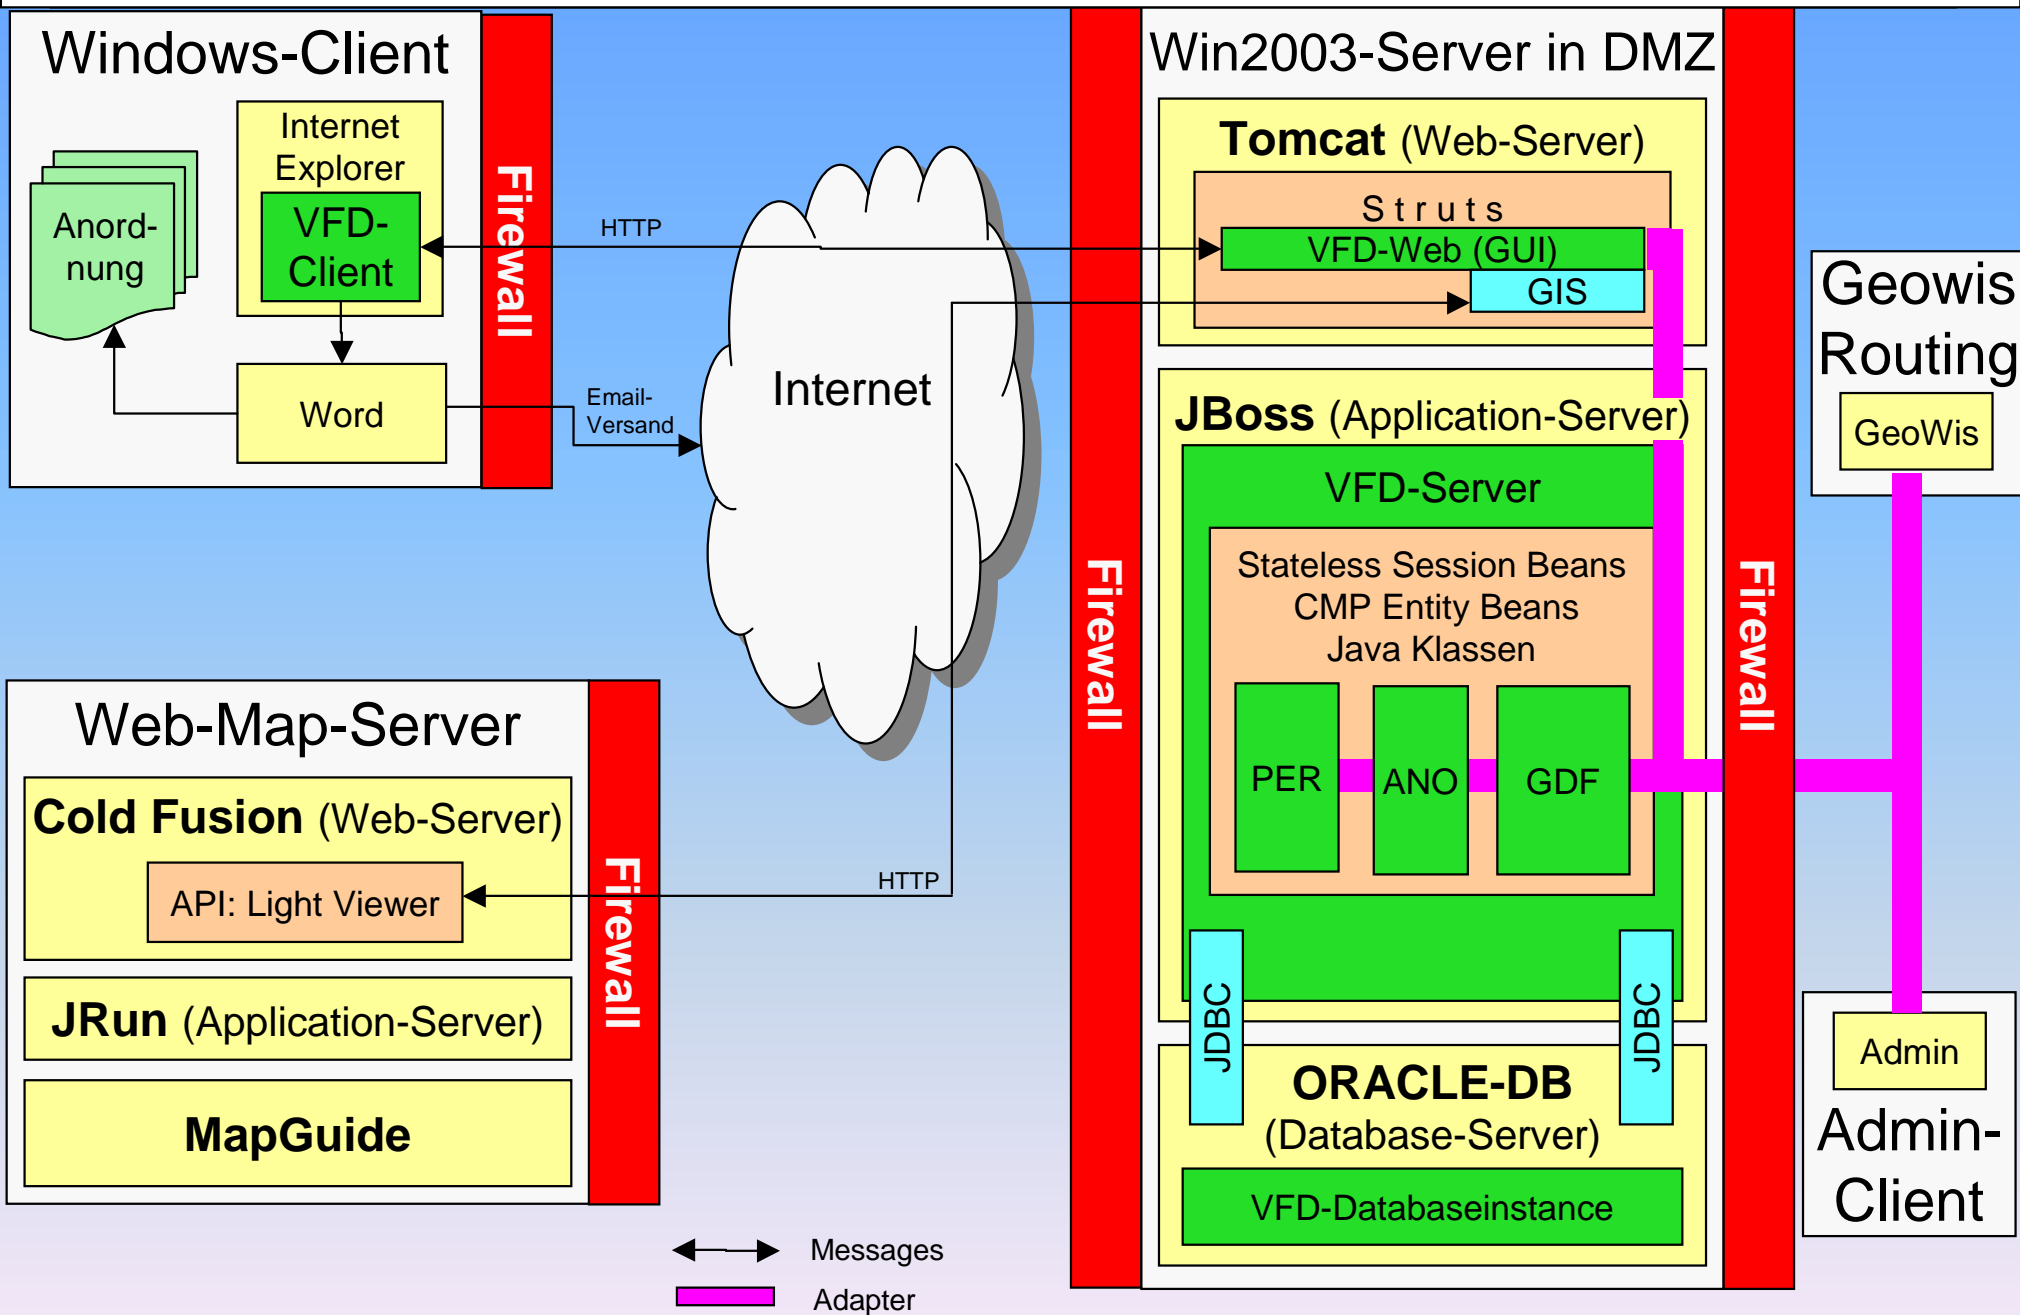 Windows-Client
Internet
Explorer
VFD-
Client
Anord-
nung
Word
Firewall
HTTP
Email-
Versand
Internet
Web-Map-Server
Cold Fusion (Web-Server)
API: Light Viewer
JRun (Application-Server)
MapGuide
Firewall
HTTP
Firewall
Win2003-Server in DMZ
Tomcat (Web-Server)
S t r u t s
VFD-Web (GUI)
GIS
JBoss (Application-Server)
VFD-Server
Stateless Session Beans
CMP Entity Beans
Java Klassen
PER
ANO
GDF
JDBC
JDBC
ORACLE-DB
(Database-Server)
VFD-Databaseinstance
Firewall
Geowis
Routing
GeoWis
Admin
Admin-
Client
Messages
Adapter